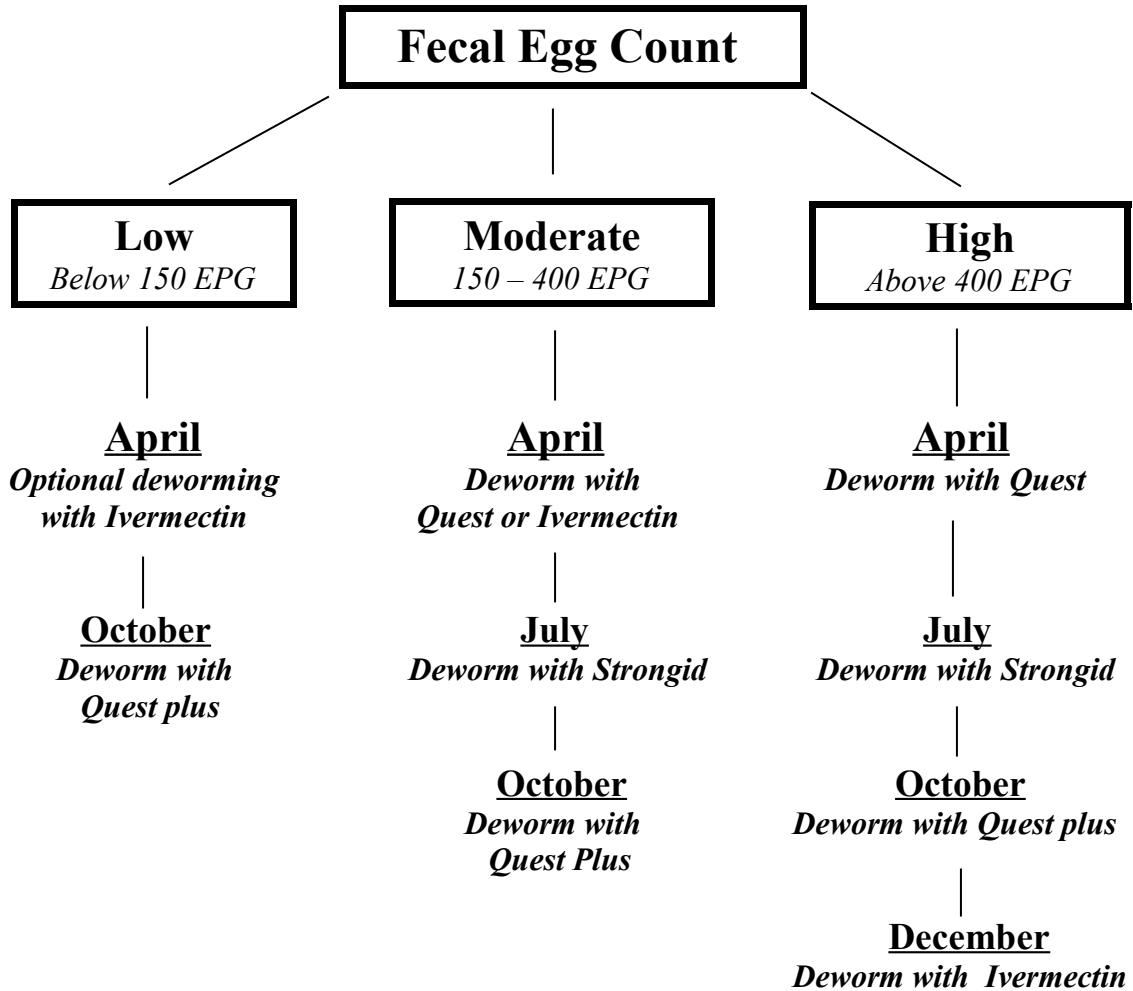 Fecal Egg Count
Low
Below 150 EPG
April
Optional deworming
with Ivermectin
October
Deworm with
Quest plus
Moderate
150 – 400 EPG
April
Deworm with
Quest or Ivermectin
July
Deworm with Strongid
October
Deworm with
Quest Plus
High
Above 400 EPG
April
Deworm with Quest
July
Deworm with Strongid
October
Deworm with Quest plus
December
Deworm with Ivermectin